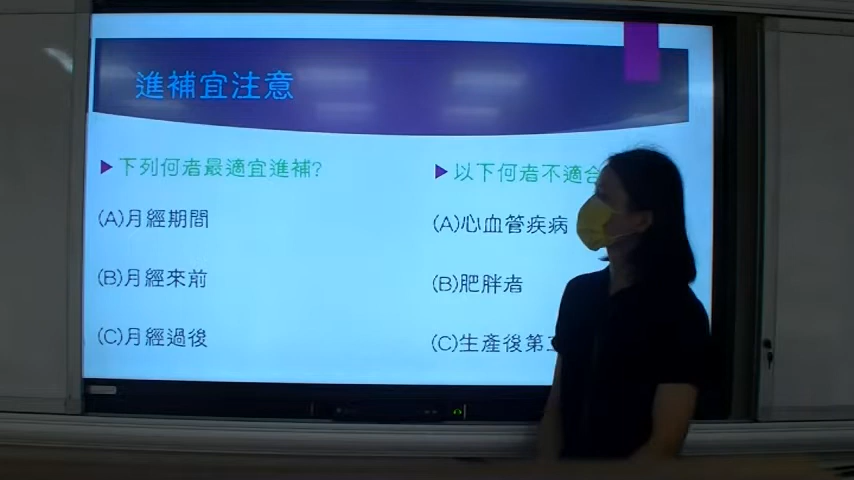 進補宜注意
下列何者最適宜進補?
(A)月經期間
(B)月經來前
(C)月經過後
以下何者不適合
(A)心血管疾病
(B)肥胖者
(C)生產後第